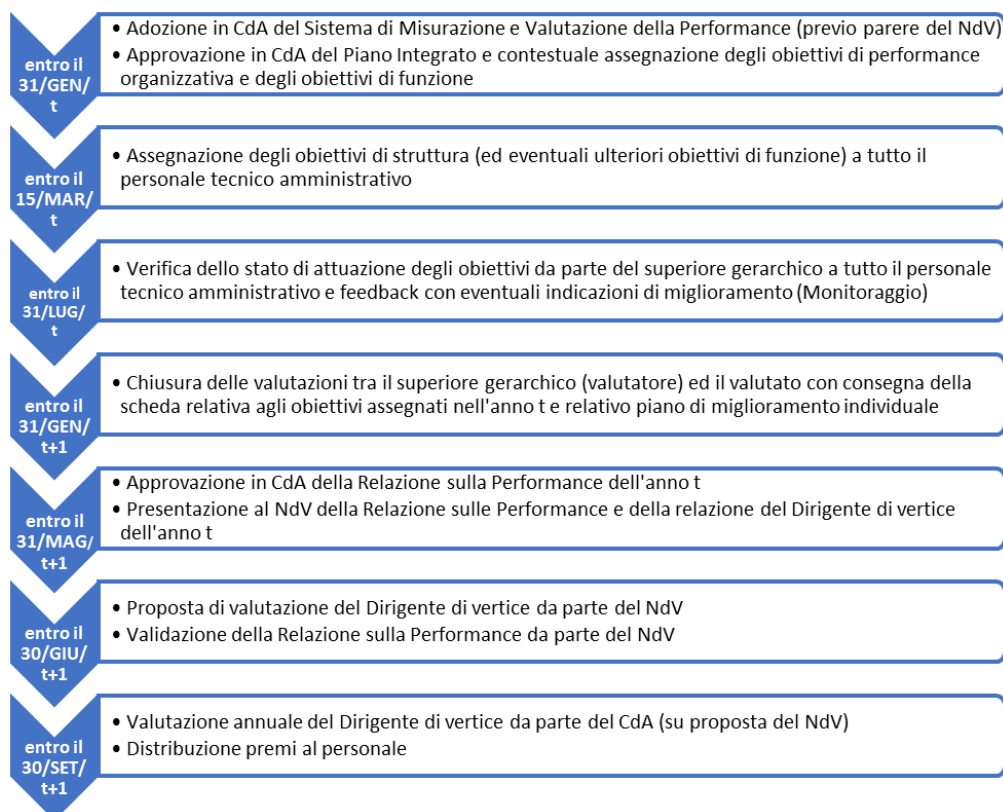 entro il
31/GEN/
t
• Adozione in CdA del Sistema di Misurazione e Valutazione della Performance (previo parere del NdV)
• Approvazione in CdA del Piano Integrato e contestuale assegnazione degli obiettivi di performance
organizzativa e degli obiettivi di funzione
entro il
15/MAR/
t
• Assegnazione degli obiettivi di struttura (ed eventuali ulteriori obiettivi di funzione) a tutto il
personale tecnico amministrativo
entro il
31/LUG/
t
• Verifica dello stato di attuazione degli obiettivi da parte del superiore gerarchico a tutto il personale
tecnico amministrativo e feedback con eventuali indicazioni di miglioramento (Monitoraggio)
entro il
31/GEN/
t+1
• Chiusura delle valutazioni tra il superiore gerarchico (valutatore) ed il valutato con consegna della
scheda relativa agli obiettivi assegnati nell'anno t e relativo piano di miglioramento individuale
entro il
31/MAG/
t+1
• Approvazione in CdA della Relazione sulla Performance dell'anno t
• Presentazione al NdV della Relazione sulle Performance e della relazione del Dirigente di vertice
dell'anno t
entro il
30/GIU/
t+1
• Proposta di valutazione del Dirigente di vertice da parte del NdV
• Validazione della Relazione sulla Performance da parte del NdV
entro il
30/SET/
t+1
• Valutazione annuale del Dirigente di vertice da parte del CdA (su proposta del NdV)
• Distribuzione premi al personale